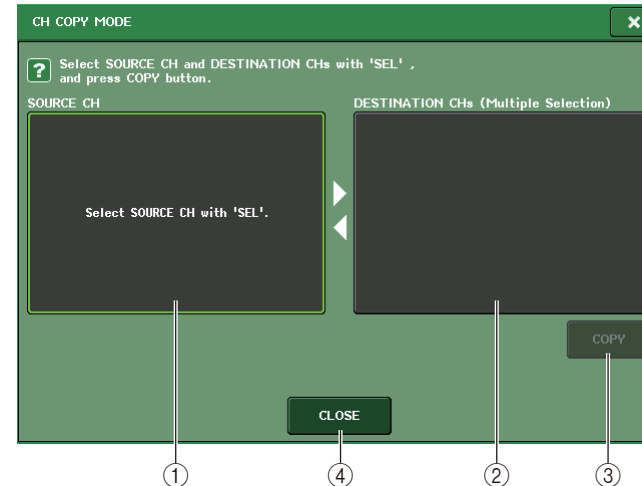 CH COPY MODE
×
? Select SOURCE CH and DESTINATION CHs with 'SEL' ,
and press COPY button.
SOURCE CH
DESTINATION CHs (Multiple Selection)
Select SOURCE CH with 'SEL'.
COPY
CLOSE
① ④ ② ③